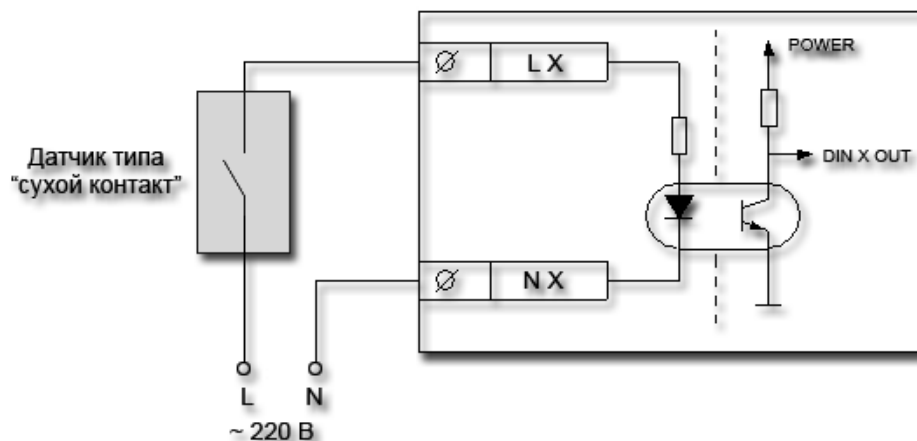 POWER
L X
DIN X OUT
Датчик типа
“сухой контакт”
N X
L
N
~ 220 В